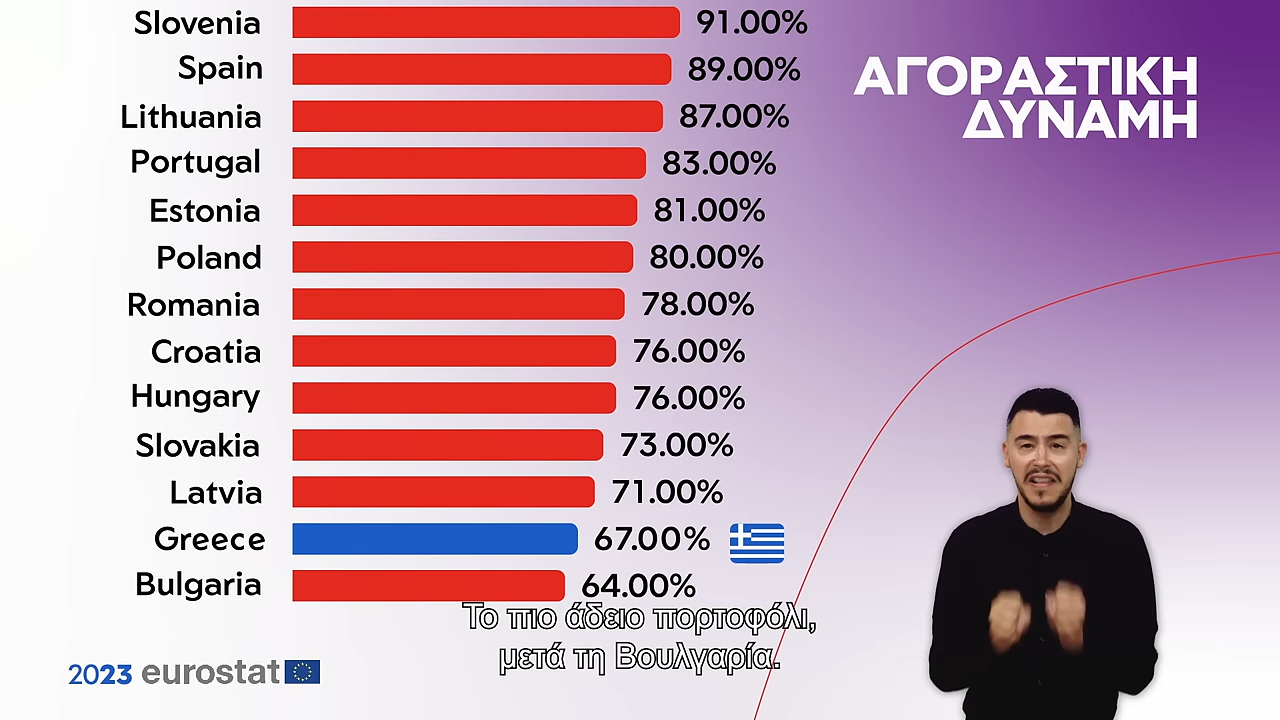 Slovenia 91.00%
Spain 89.00%
Lithuania 87.00%
Portugal 83.00%
Estonia 81.00%
Poland 80.00%
Romania 78.00%
Croatia 76.00%
Hungary 76.00%
Slovakia 73.00%
Latvia 71.00%
Greece 67.00%
Bulgaria 64.00%
ΑΓΟΡΑΣΤΙΚΗ
ΔΥΝΑΜΗ
Το πιο άδειο πορτοφόλι,
μετά τη Βουλγαρία.
2023 eurostat